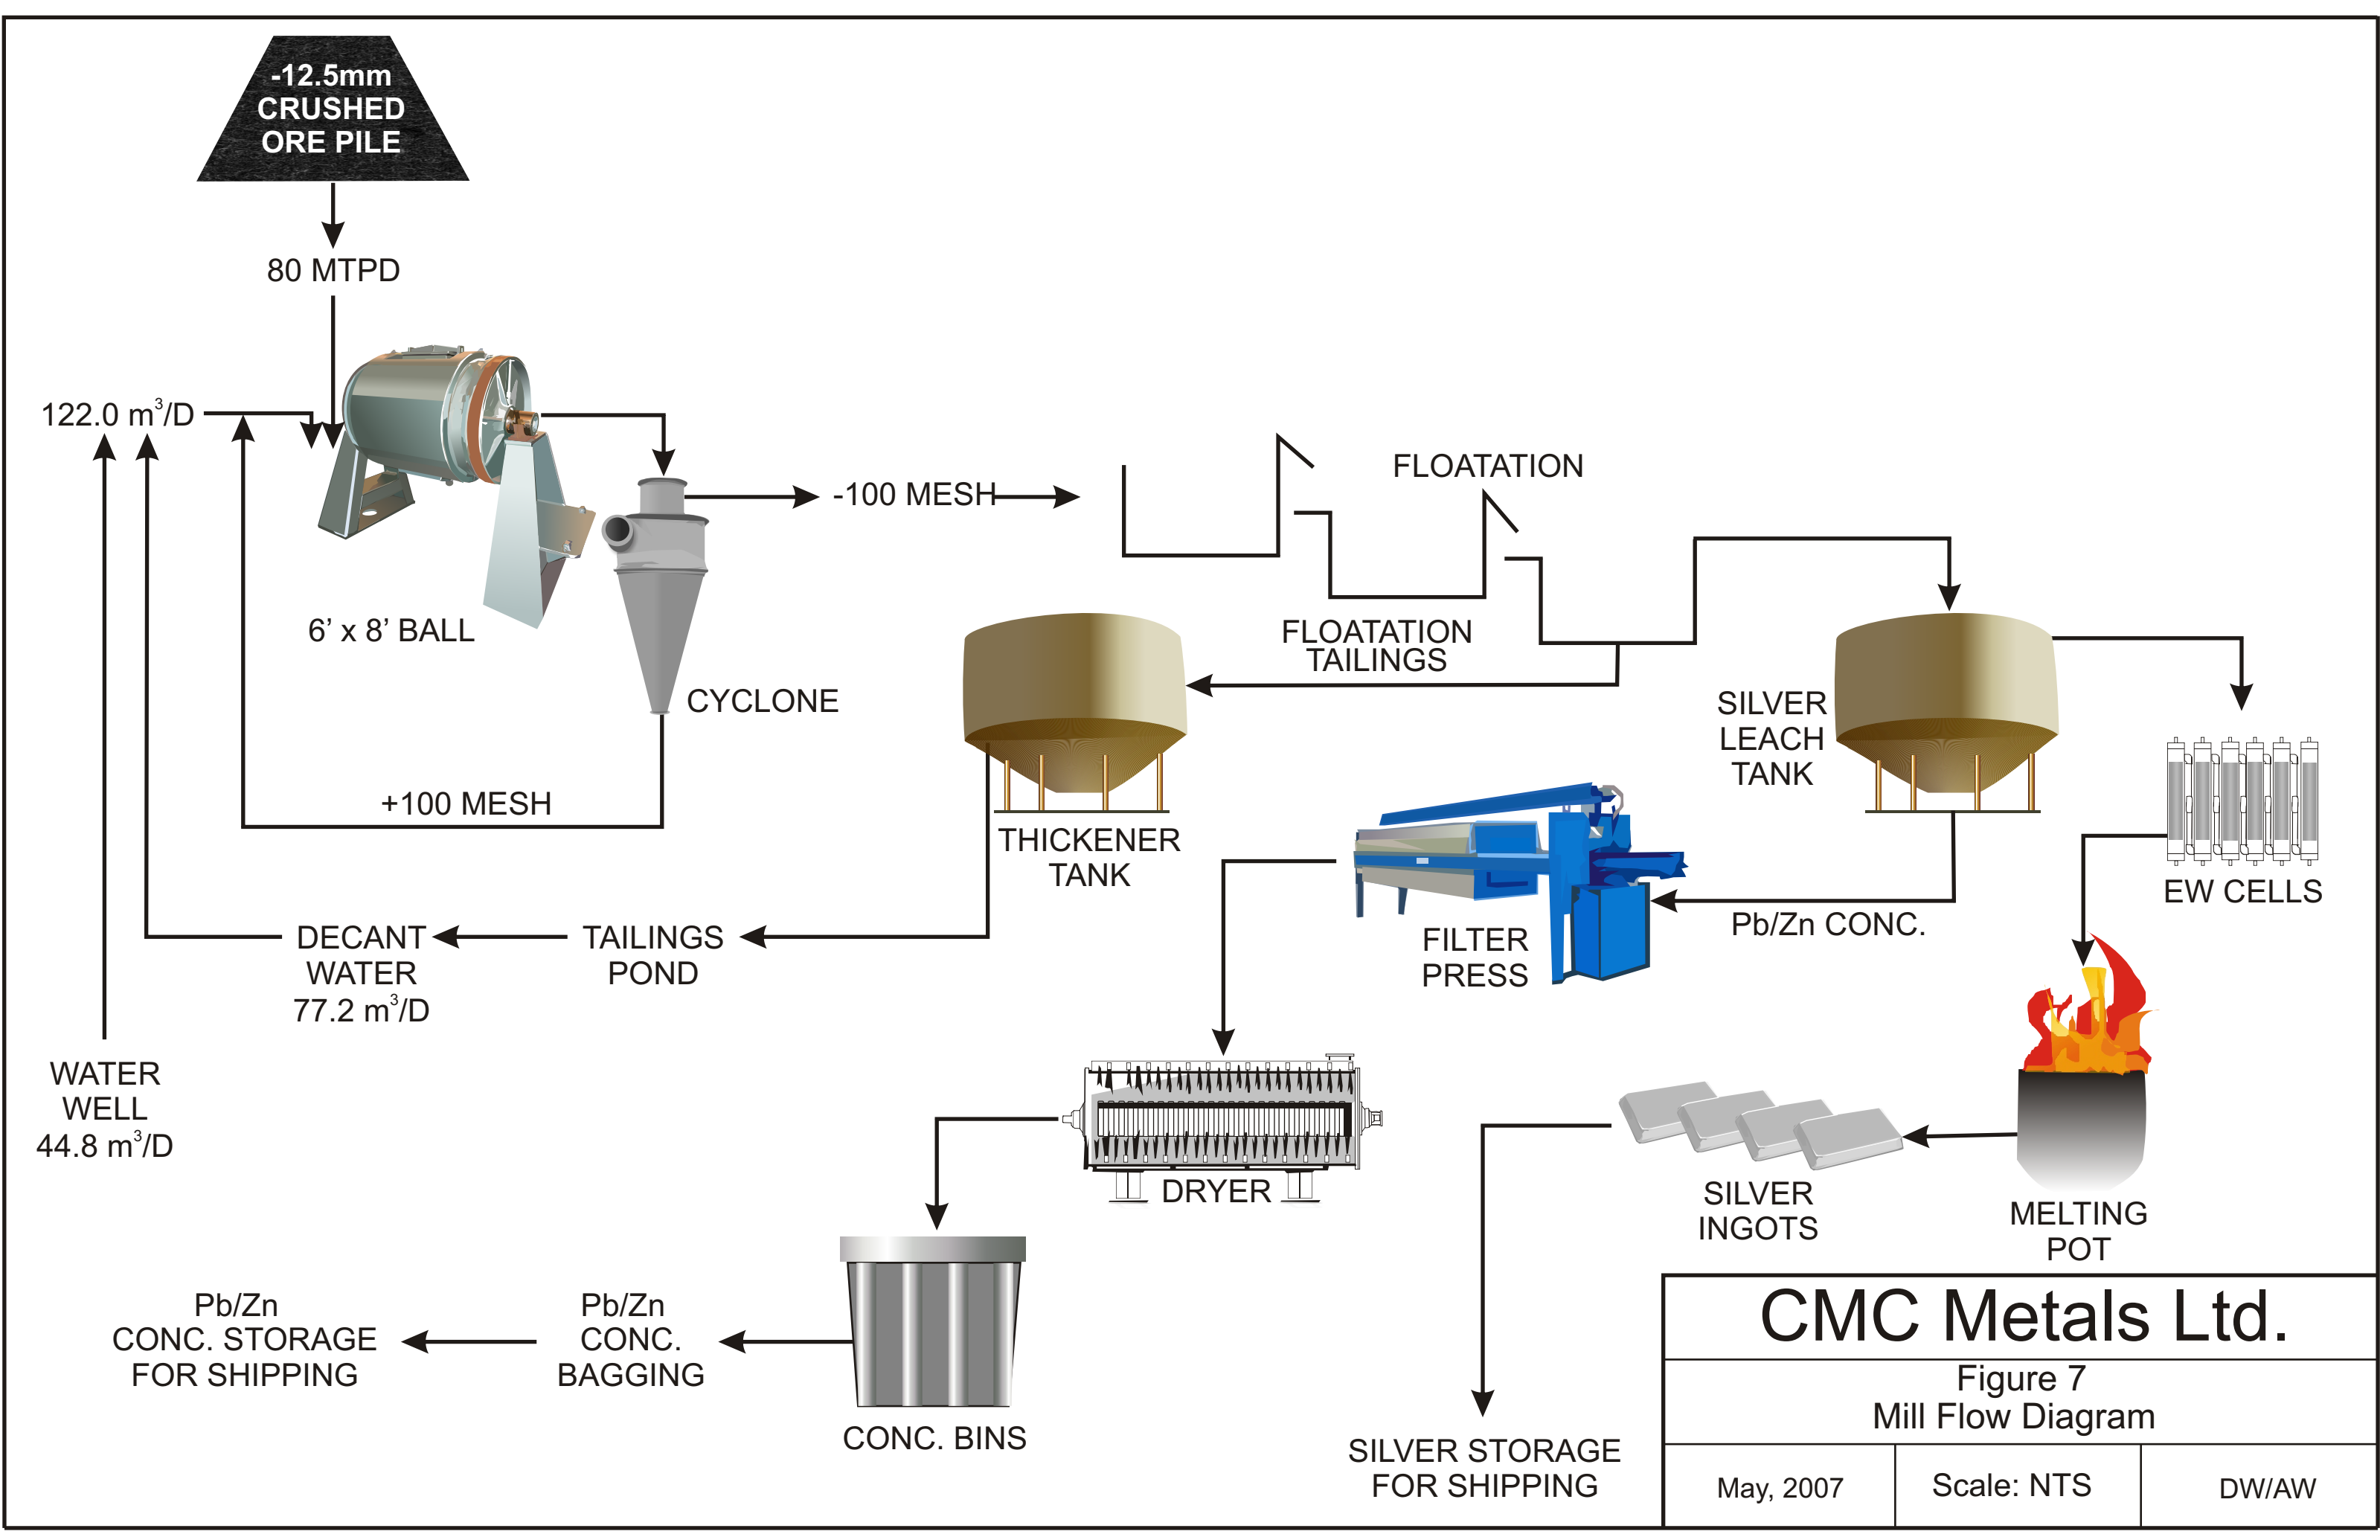 -12.5mm
CRUSHED
ORE PILE
80 MTPD
122.0 m³/D
6’ x 8’ BALL
CYCLONE
-100 MESH
+100 MESH
FLOATATION
FLOATATION
TAILINGS
THICKENER
TANK
TAILINGS
POND
DECANT
WATER
77.2 m³/D
WATER
WELL
44.8 m³/D
SILVER
LEACH
TANK
EW CELLS
Pb/Zn CONC.
FILTER
PRESS
DRYER
CONC. BINS
Pb/Zn
CONC.
BAGGING
Pb/Zn
CONC. STORAGE
FOR SHIPPING
MELTING
POT
SILVER
INGOTS
SILVER STORAGE
FOR SHIPPING
CMC Metals Ltd.
Figure 7
Mill Flow Diagram
May, 2007
Scale: NTS
DW/AW